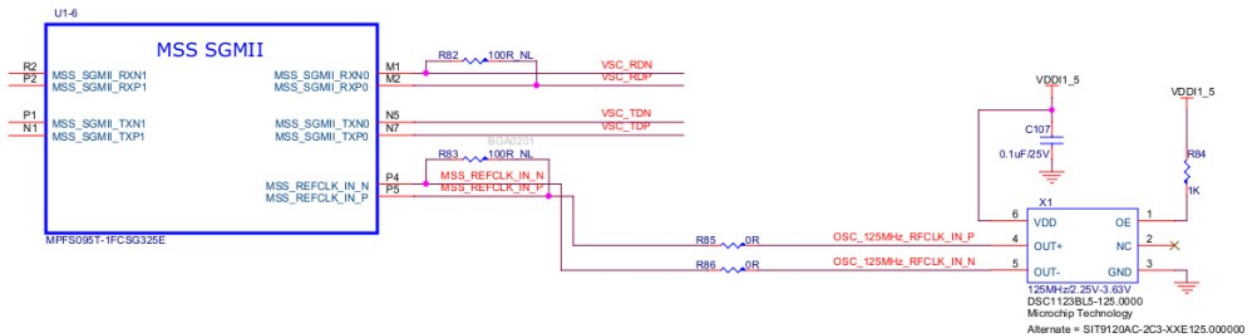 U1-6
MSS SGMII
R2 MSS_SGMII_RXN1
P2 MSS_SGMII_RXP1
P1 MSS_SGMII_TXN1
N1 MSS_SGMII_TXP1
MSS_SGMII_RXN0 M1
MSS_SGMII_RXP0 M2
MSS_SGMII_TXN0 N5
MSS_SGMII_TXP0 N7
MSS_REFCLK_IN_N P4
MSS_REFCLK_IN_P P5
MPFS095T-1FCSG325E
R82 100R_NL
VSC_RDN
VSC_RDP
VSC_TDN
VSC_TDP
BGA0201
R83 100R_NL
MSS_REFCLK_IN_N
MSS_REFCLK_IN_P
R85 0R OSC_125MHz_RFCLK_IN_P
R86 0R OSC_125MHz_RFCLK_IN_N
VDDI1_5
C107
0.1uF/25V
VDDI1_5
R84
1K
X1
6 VDD OE 1
4 OUT+ NC 2
5 OUT- GND 3
125MHz/2.25V-3.63V
DSC1123BL5-125.0000
Microchip Technology
Alternate = SIT9120AC-2C3-XXE125.000000